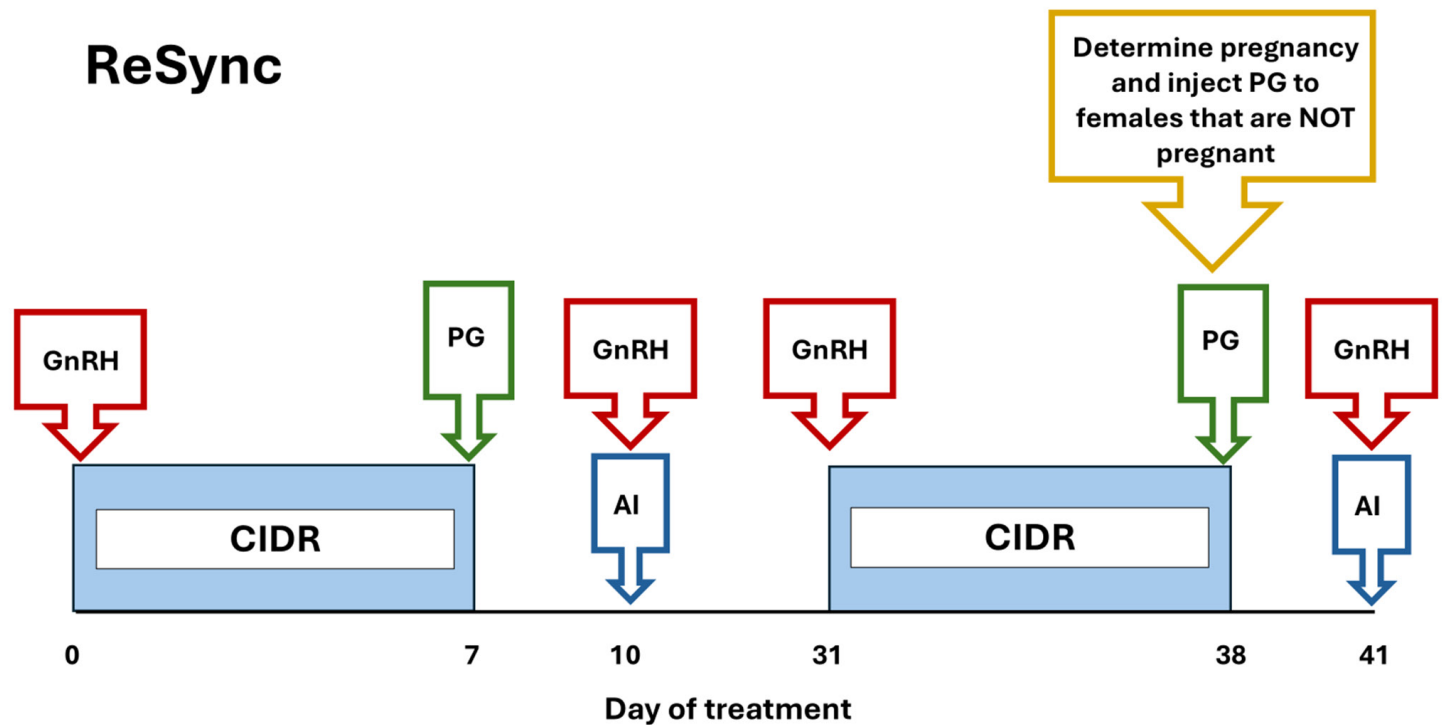 ReSync
Determine pregnancy
and inject PG to
females that are NOT
pregnant
GnRH
PG
GnRH
GnRH
PG
GnRH
AI
AI
CIDR
CIDR
0
7
10
31
38
41
Day of treatment